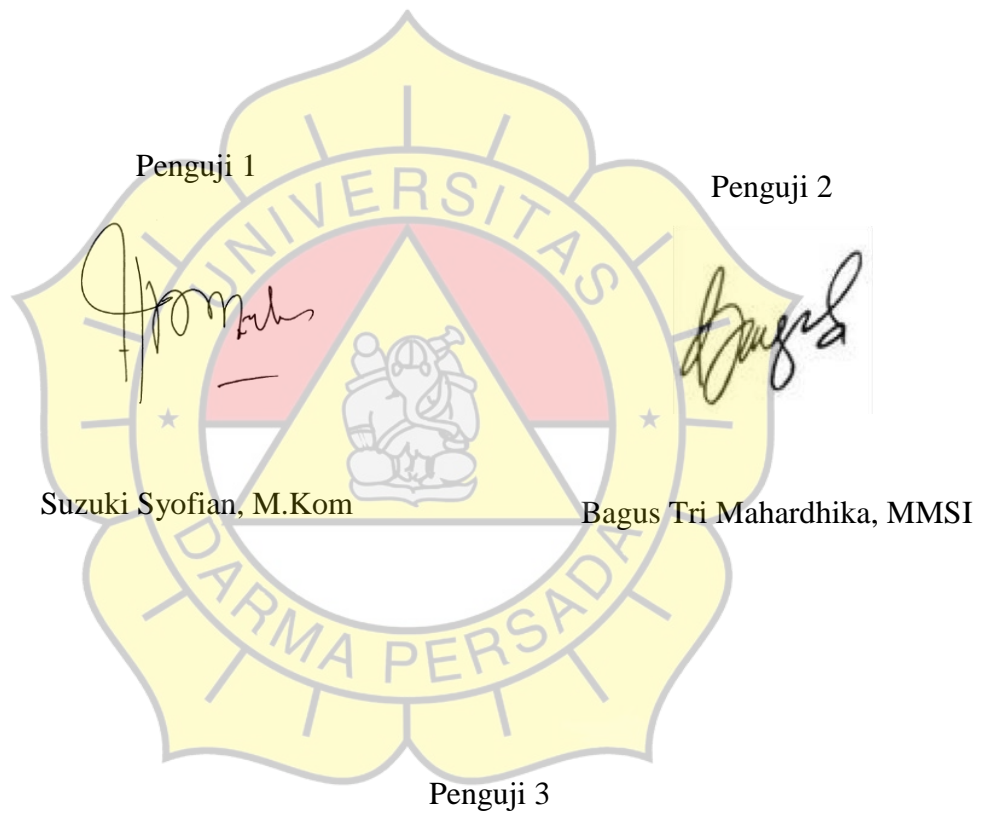 Penguji 1
Penguji 2
UNIVERSITAS
Suzuki Syofian, M.Kom
Bagus Tri Mahardhika, MMSI
DARMA PERSADA
Penguji 3